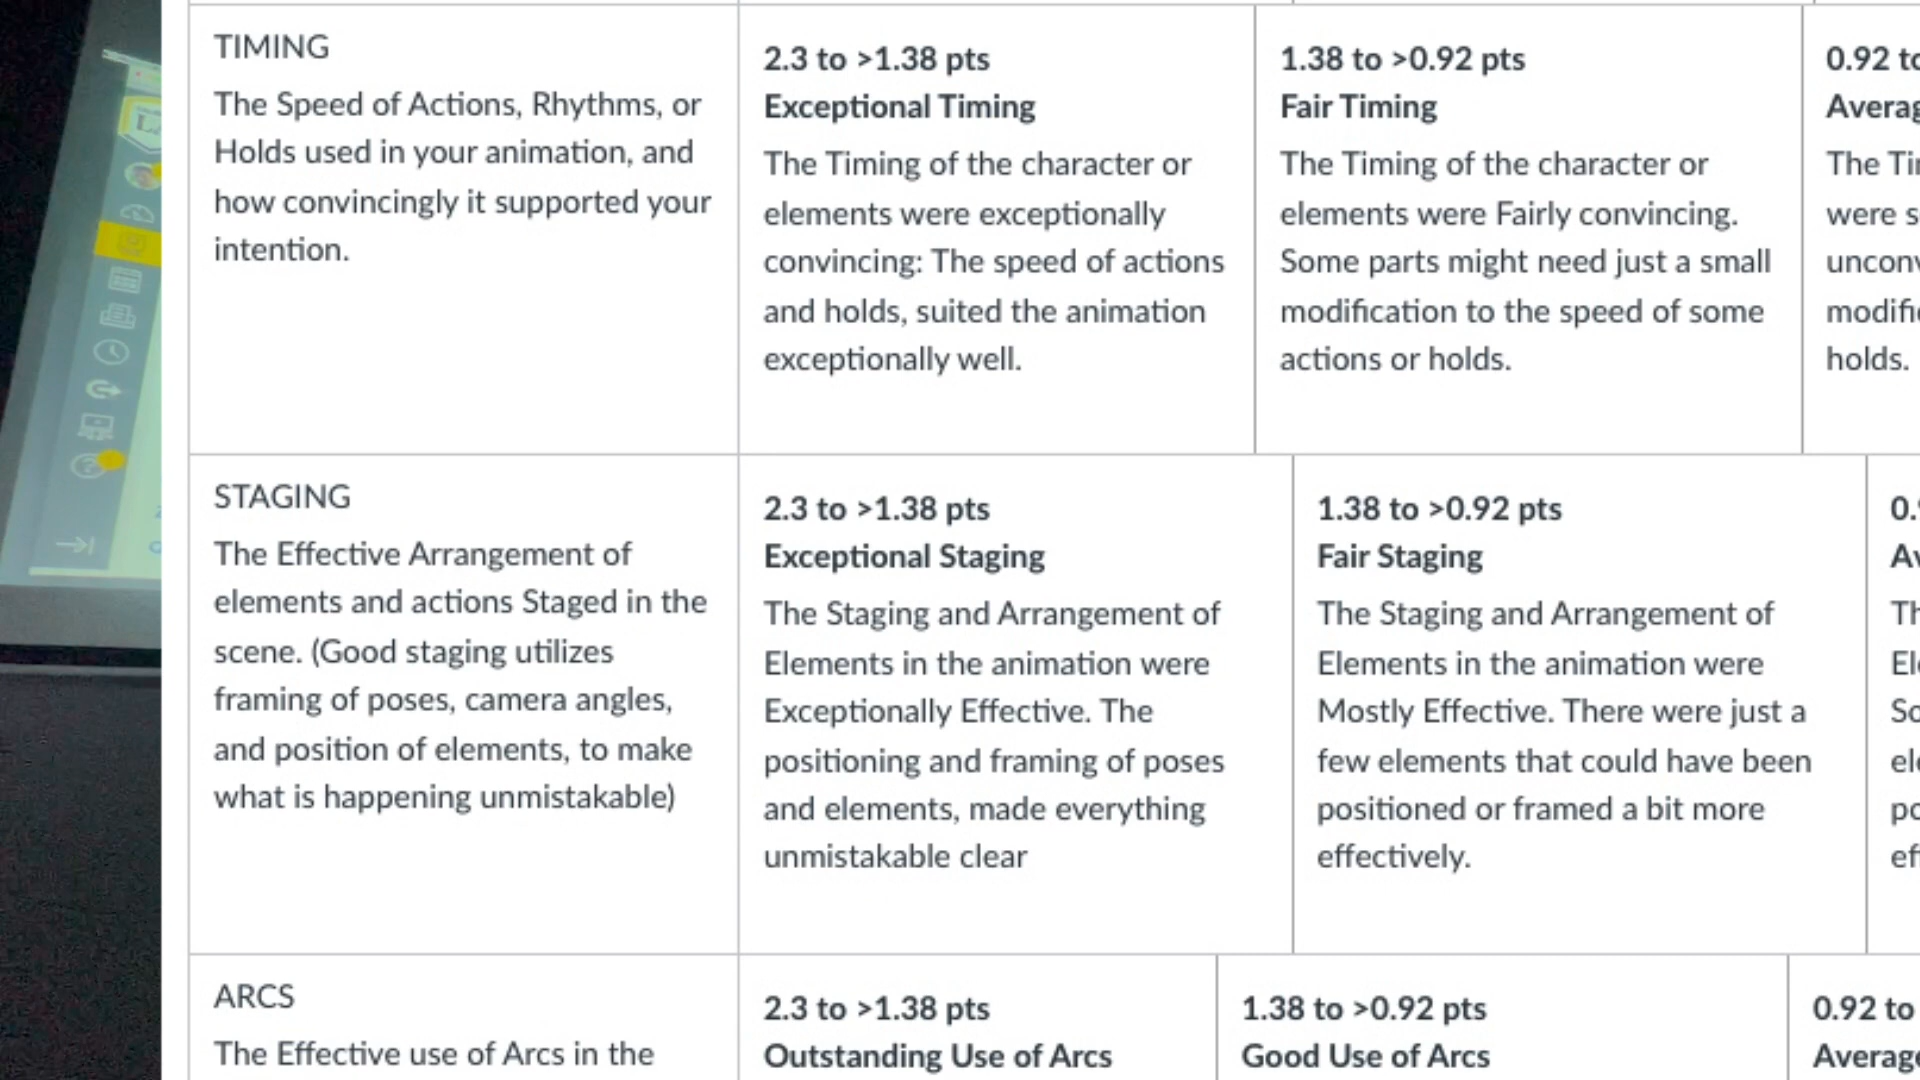 TIMING
The Speed of Actions, Rhythms, or
Holds used in your animation, and
how convincingly it supported your
intention.
2.3 to >1.38 pts
Exceptional Timing
The Timing of the character or
elements were exceptionally
convincing: The speed of actions
and holds, suited the animation
exceptionally well.
1.38 to >0.92 pts
Fair Timing
The Timing of the character or
elements were Fairly convincing.
Some parts might need just a small
modification to the speed of some
actions or holds.
0.92
The
were
holds.
STAGING
The Effective Arrangement of
elements and actions Staged in the
scene. (Good staging utilizes
framing of poses, camera angles,
and position of elements, to make
what is happening unmistakable)
2.3 to >1.38 pts
Exceptional Staging
The Staging and Arrangement of
Elements in the animation were
Exceptionally Effective. The
positioning and framing of poses
and elements, made everything
unmistakable clear
1.38 to >0.92 pts
Fair Staging
The Staging and Arrangement of
Elements in the animation were
Mostly Effective. There were just a
few elements that could have been
positioned or framed a bit more
effectively.
ARCS
The Effective use of Arcs in the
2.3 to >1.38 pts
Outstanding Use of Arcs
1.38 to >0.92 pts
Good Use of Arcs
0.92 to